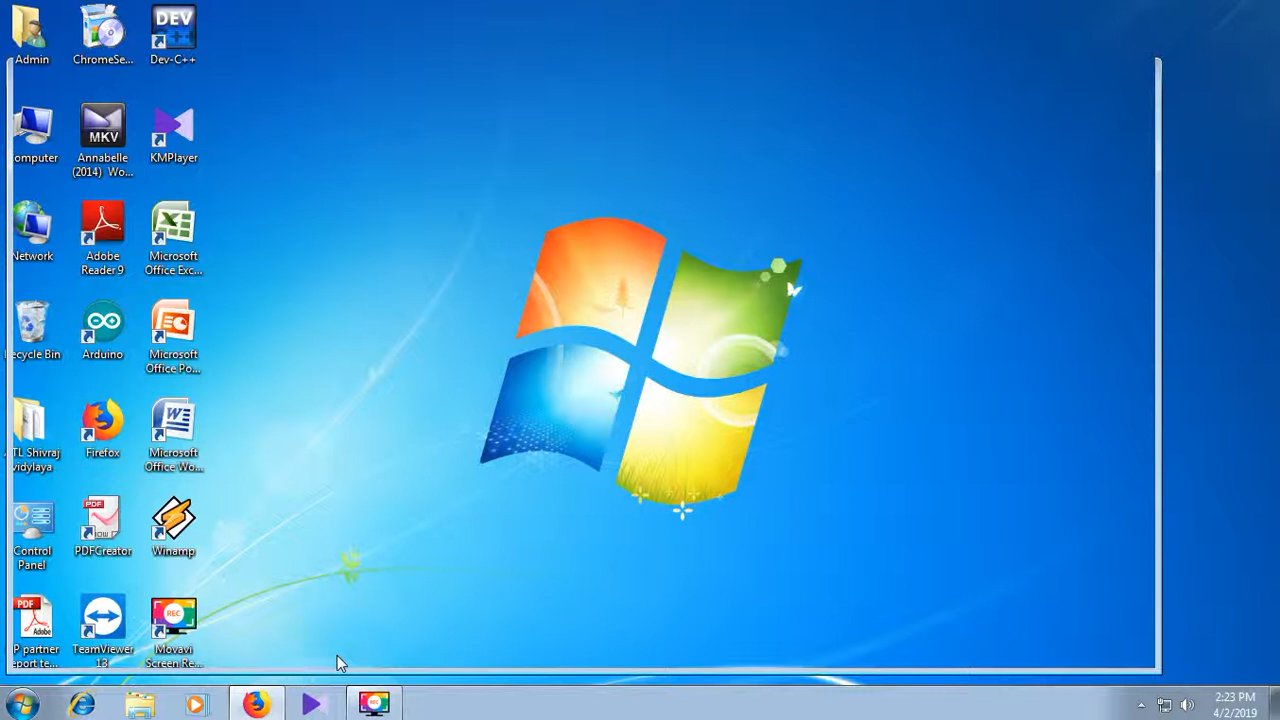 Admin
ChromeSe...
DEV
Dev-C++
omputer
MKV
Annabelle
(2014) Wo...
KMPlayer
Network
Adobe
Reader 9
Microsoft
Office Exc...
ecycle Bin
Arduino
Microsoft
Office Po...
TL Shivraj
vidylaya
Firefox
Microsoft
Office Wo...
Control
Panel
PDF
PDFCreator
Winamp
PDF
Adobe
P partner
eport te...
TeamViewer
13
REC
Movavi
Screen Re...
REC
2:23 PM
4/2/2019